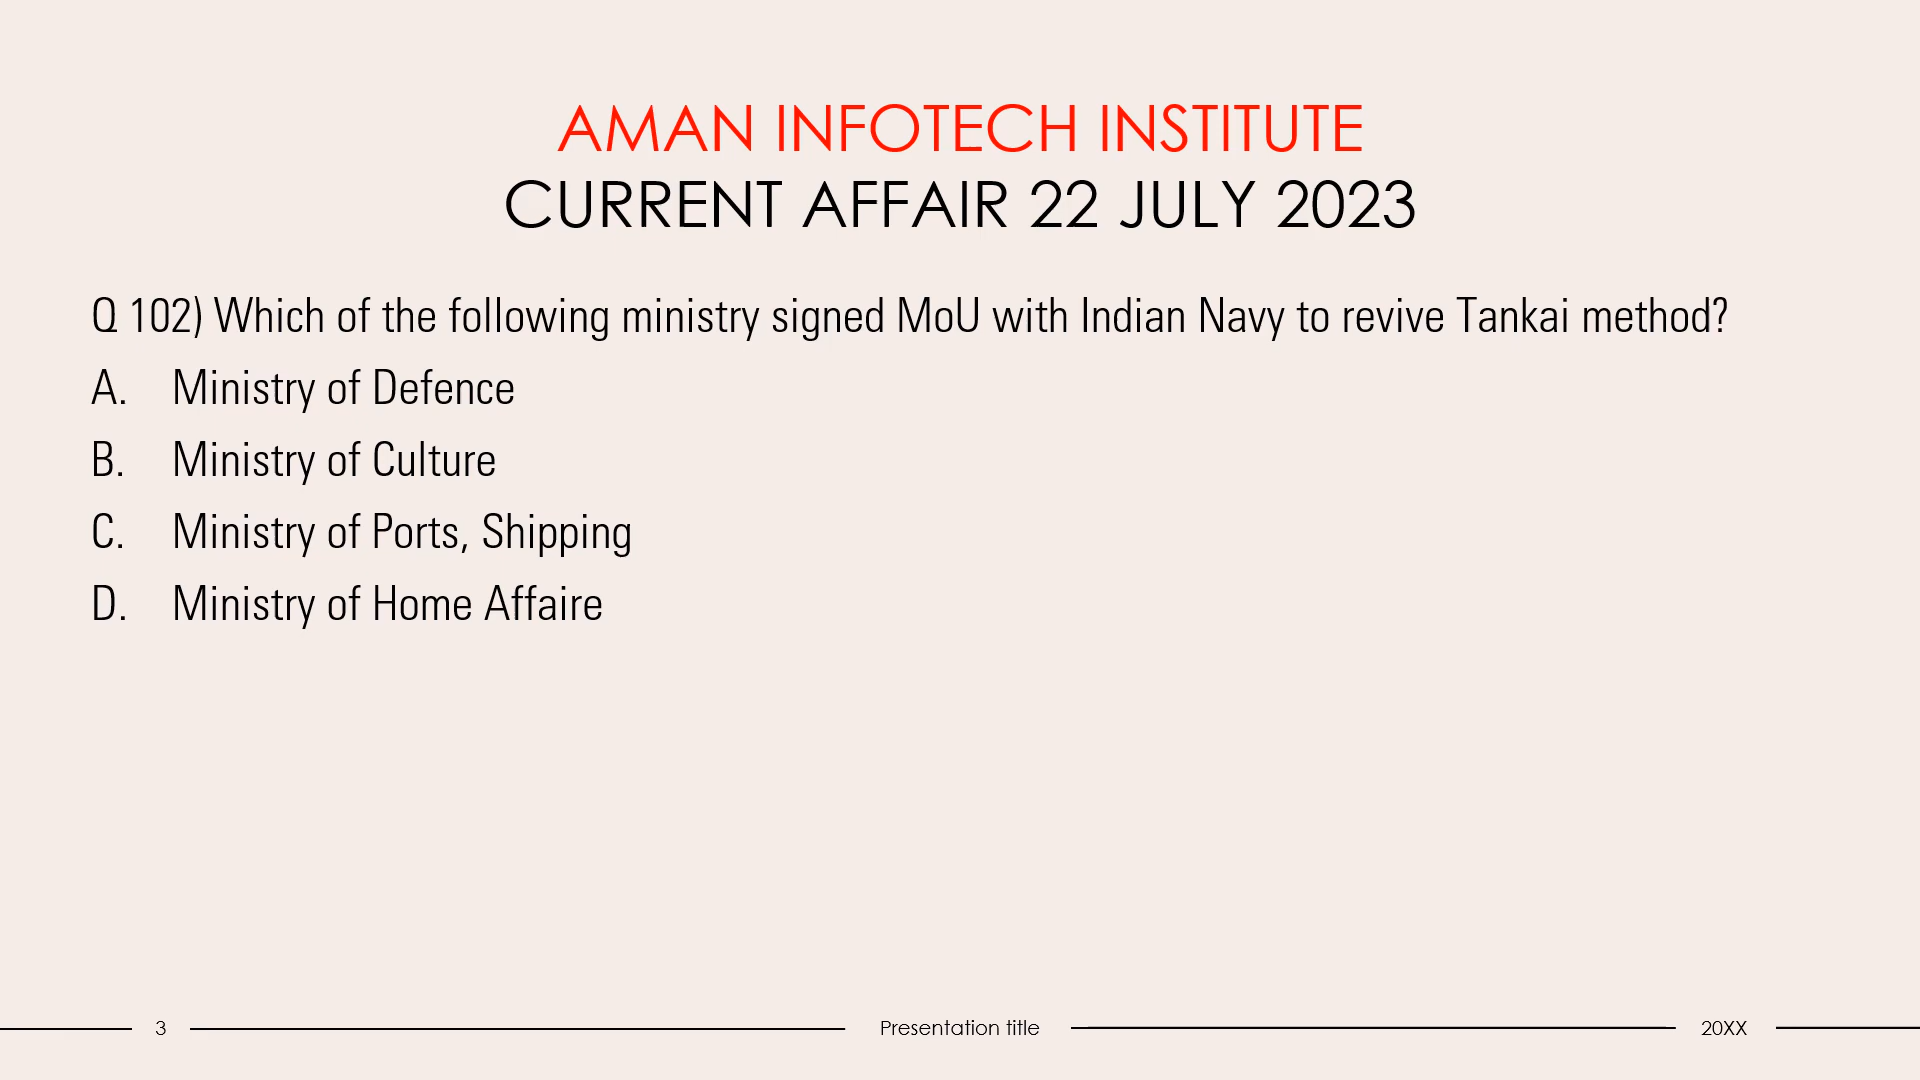 AMAN INFOTECH INSTITUTE
CURRENT AFFAIR 22 JULY 2023
Q 102) Which of the following ministry signed MoU with Indian Navy to revive Tankai method?
A. Ministry of Defence
B. Ministry of Culture
C. Ministry of Ports, Shipping
D. Ministry of Home Affaire
3 Presentation title 20XX